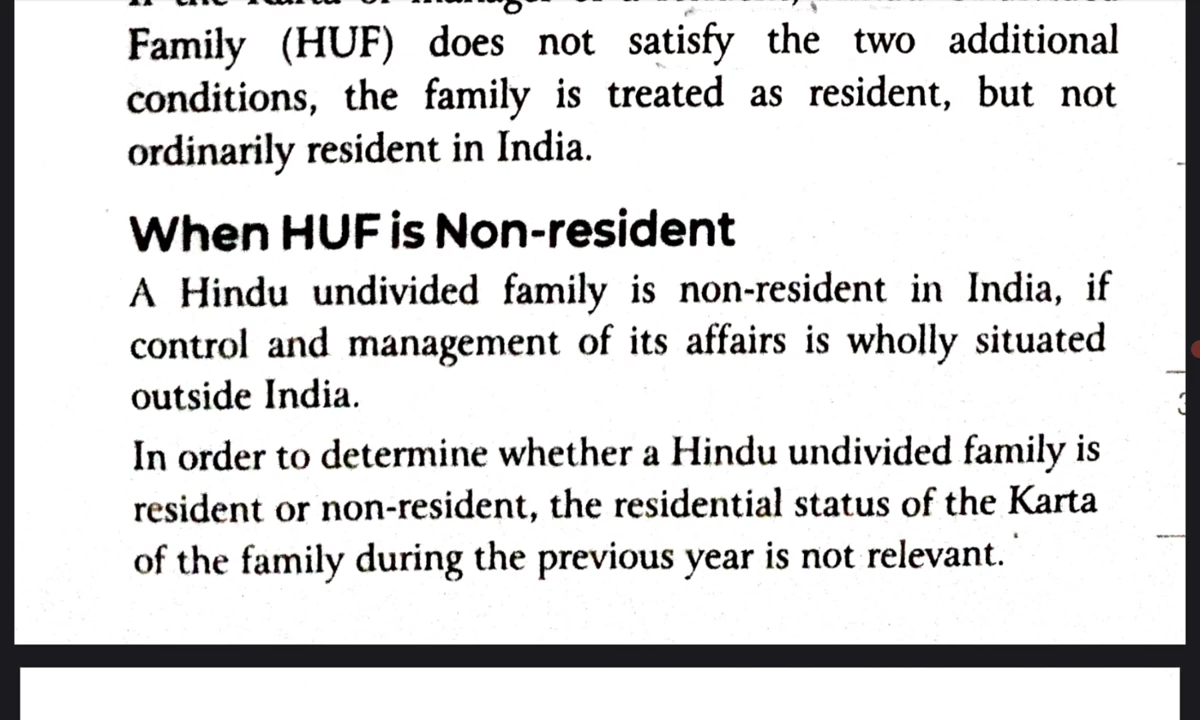 Family (HUF) does not satisfy the two additional
conditions, the family is treated as resident, but not
ordinarily resident in India.
When HUF is Non-resident
A Hindu undivided family is non-resident in India, if
control and management of its affairs is wholly situated
outside India.
In order to determine whether a Hindu undivided family is
resident or non-resident, the residential status of the Karta
of the family during the previous year is not relevant.